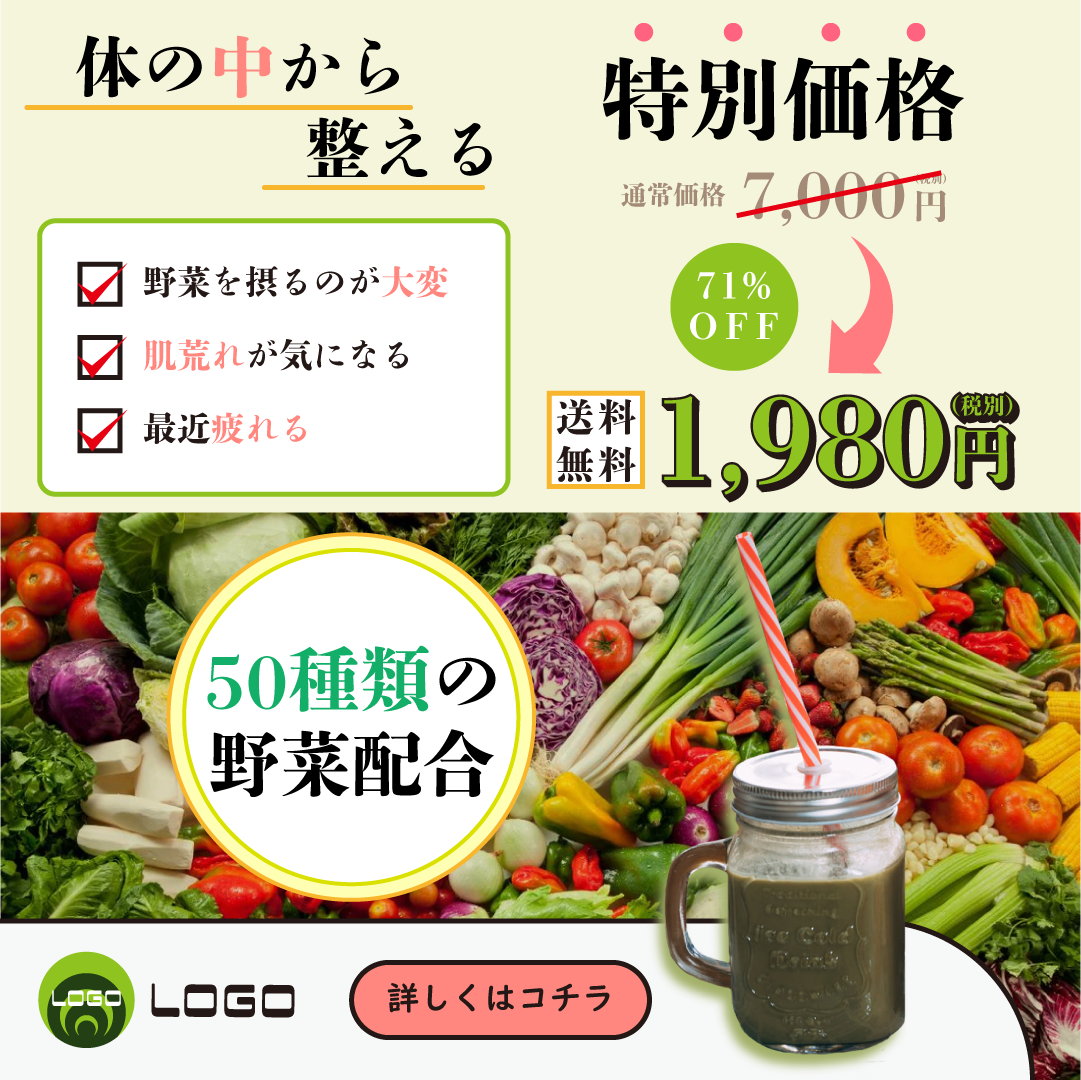 体の中から
整える
野菜を摂るのが大変
肌荒れが気になる
最近疲れる
特別価格
通常価格 7,000円(税別)
71%
OFF
送料
無料
1,980円(税別)
50種類の
野菜配合
Ice Cold
Drink
LOGO LOGO
詳しくはコチラ